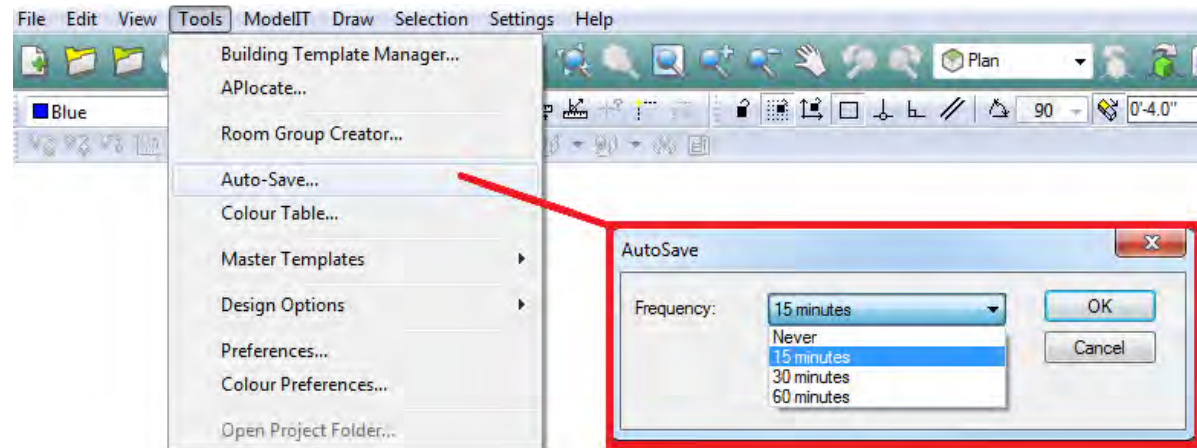 File Edit View Tools ModelIT Draw Selection Settings Help
Plan
Blue
90
0'-4.0"
Building Template Manager...
APlocate...
Room Group Creator...
Auto-Save...
Colour Table...
Master Templates
Design Options
Preferences...
Colour Preferences...
Open Project Folder...
AutoSave
Frequency:
15 minutes
OK
Never
15 minutes
30 minutes
60 minutes
Cancel